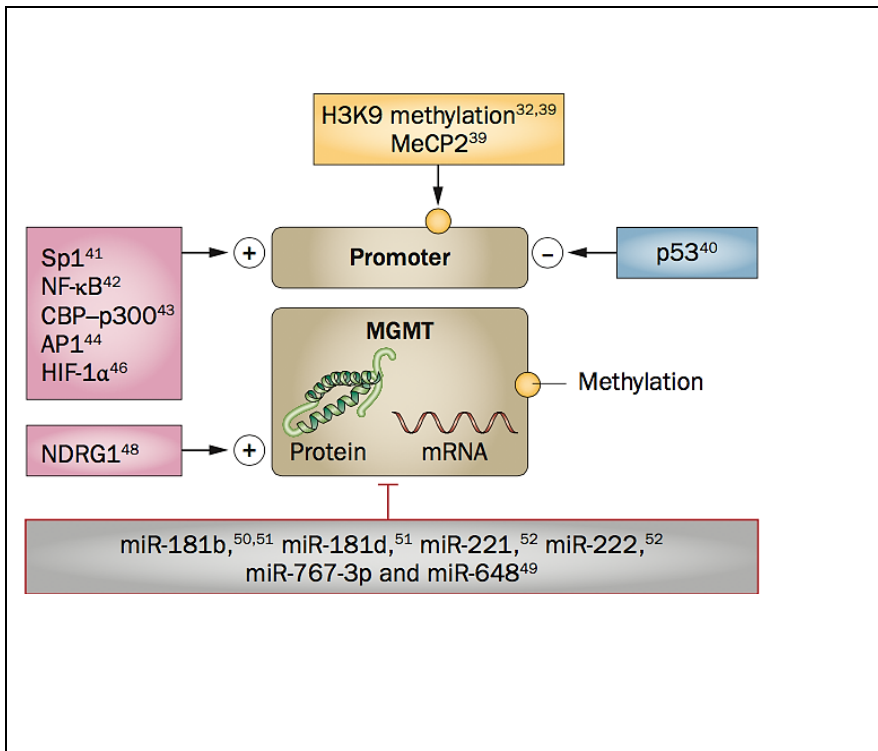 H3K9 methylation32,39
MeCP239
Sp141
NF-κB42
CBP–p30043
AP144
HIF-1α46
+
Promoter
−
p5340
MGMT
Protein
mRNA
Methylation
NDRG148
+
miR-181b,50,51 miR-181d,51 miR-221,52 miR-222,52
miR-767-3p and miR-64849